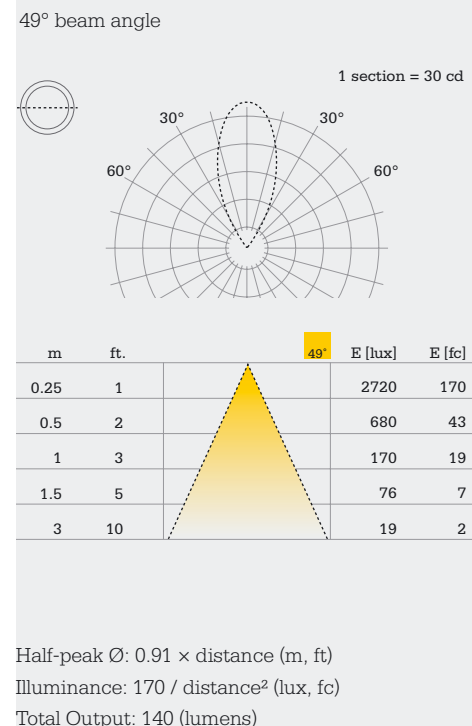 49° beam angle
1 section = 30 cd
30° 30°
60° 60°
m ft. 49° E [lux] E [fc]
0.25 1 2720 170
0.5 2 680 43
1 3 170 19
1.5 5 76 7
3 10 19 2
Half-peak Ø: 0.91 × distance (m, ft)
Illuminance: 170 / distance² (lux, fc)
Total Output: 140 (lumens)